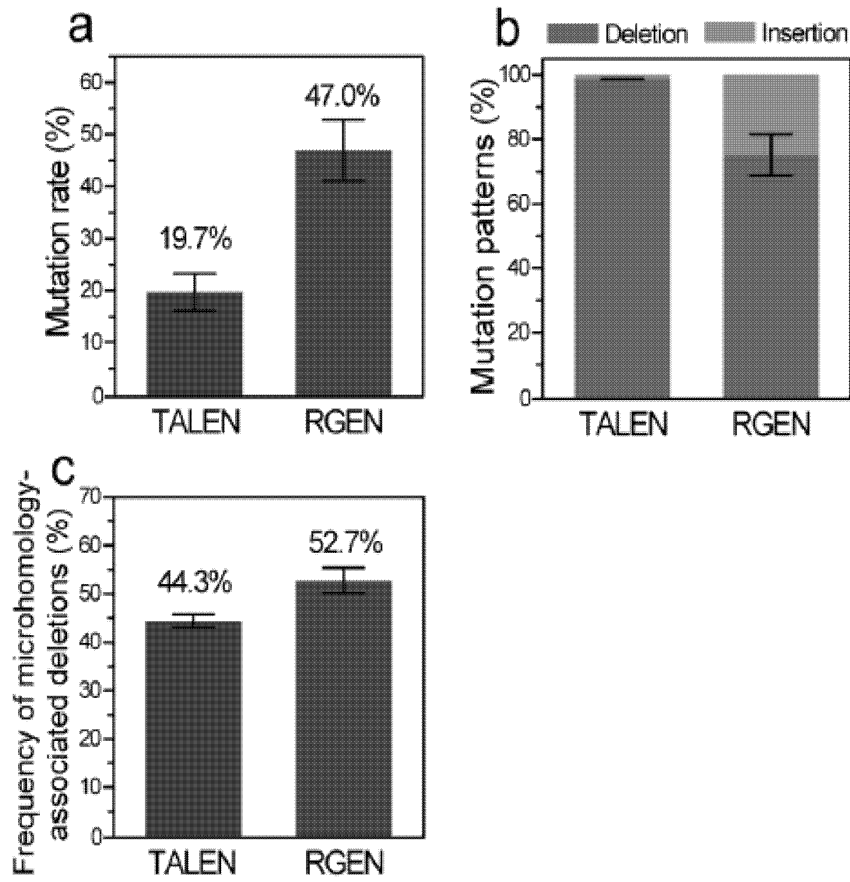 a
Mutation rate (%)
60
50
40
30
20
10
0
19.7%
47.0%
TALEN RGEN
b
Deletion Insertion
Mutation patterns (%)
100
80
60
40
20
0
TALEN RGEN
c
Frequency of microhomology-
associated deletions (%)
70
60
50
40
30
20
10
0
44.3%
52.7%
TALEN RGEN